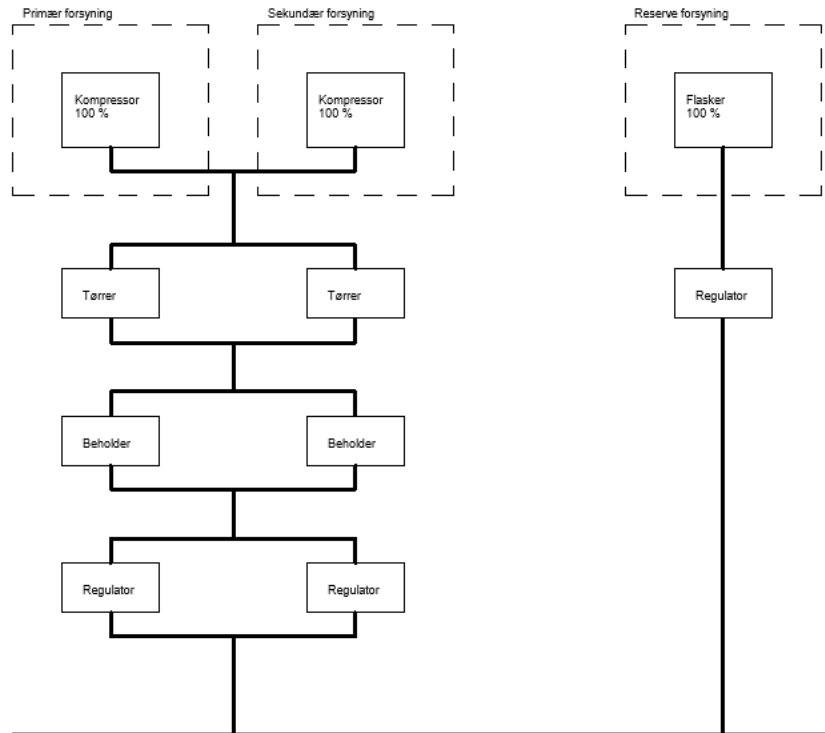 Primær forsyning
Sekundær forsyning
Reserve forsyning
Kompressor
100 %
Kompressor
100 %
Flasker
100 %
Tørrer
Tørrer
Regulator
Beholder
Beholder
Regulator
Regulator